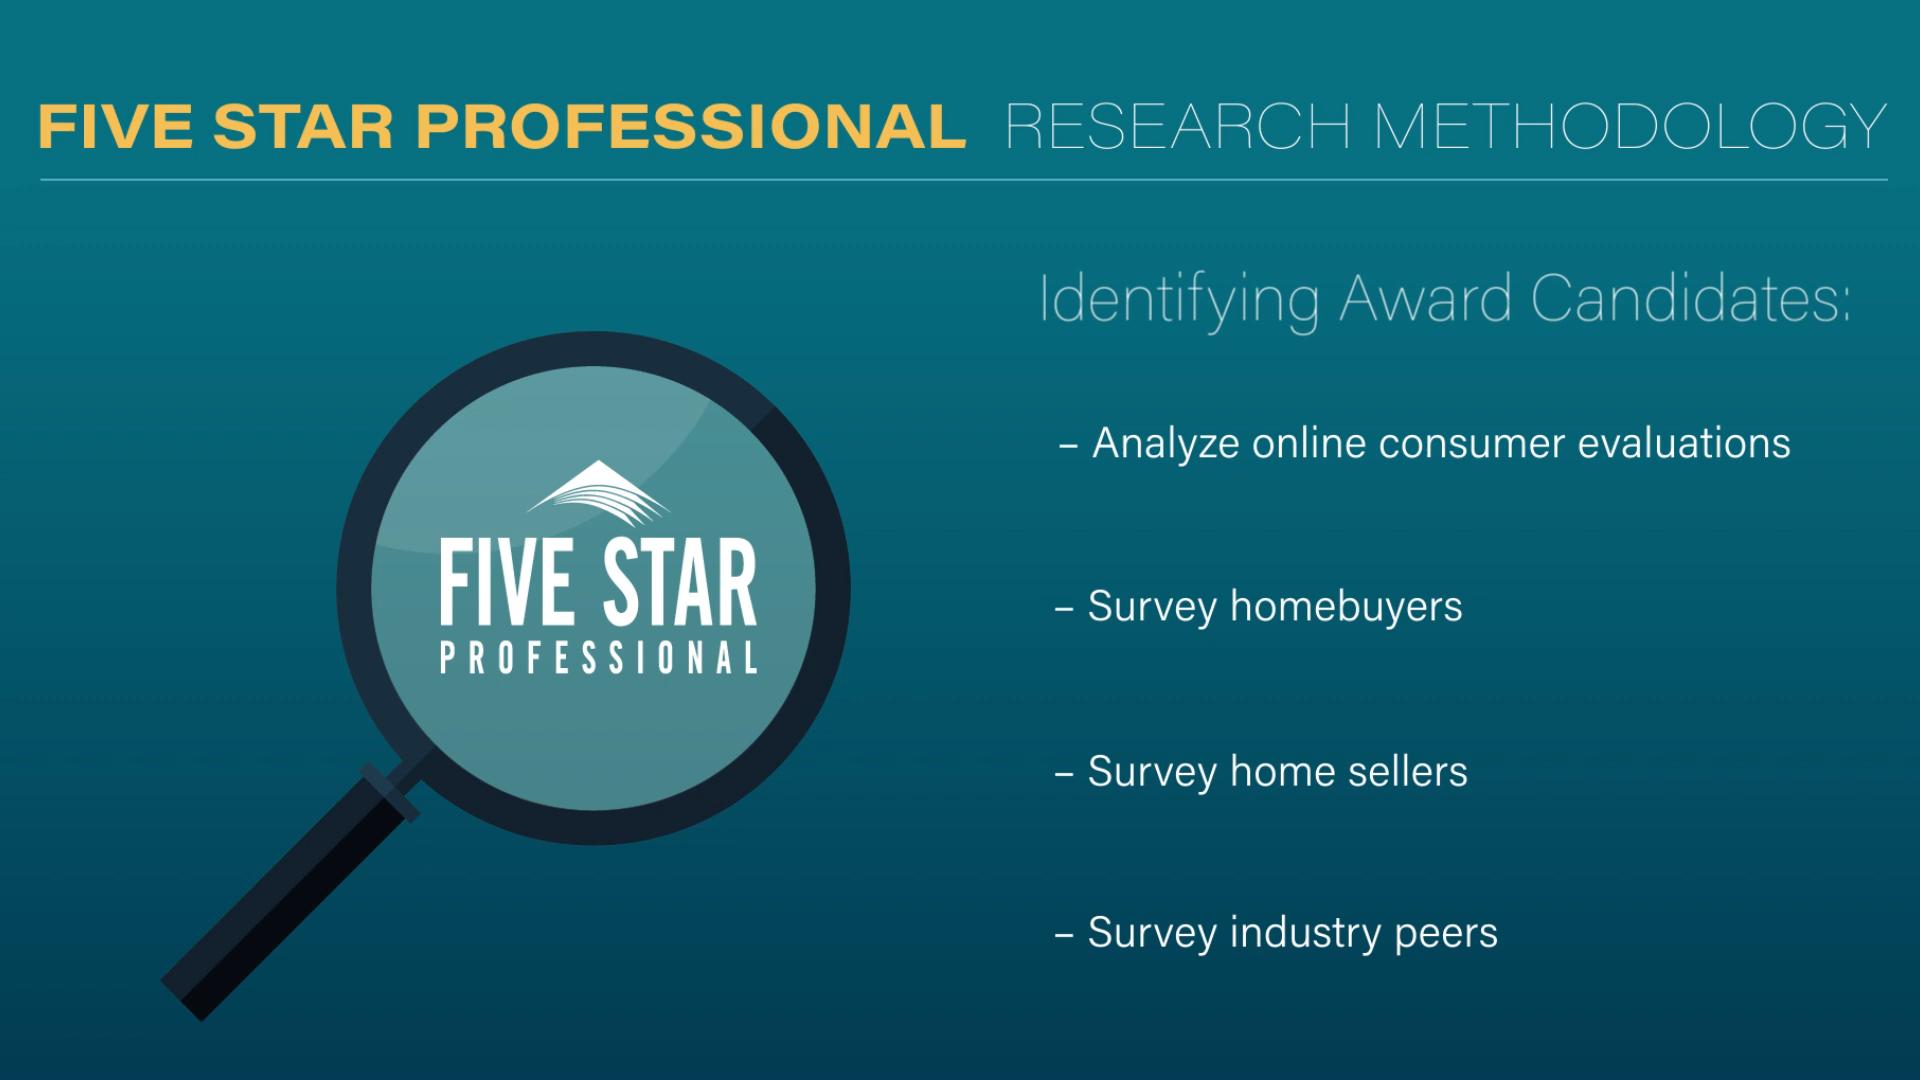 FIVE STAR PROFESSIONAL RESEARCH METHODOLOGY
Identifying Award Candidates:
– Analyze online consumer evaluations
– Survey homebuyers
– Survey home sellers
– Survey industry peers
FIVE STAR
PROFESSIONAL